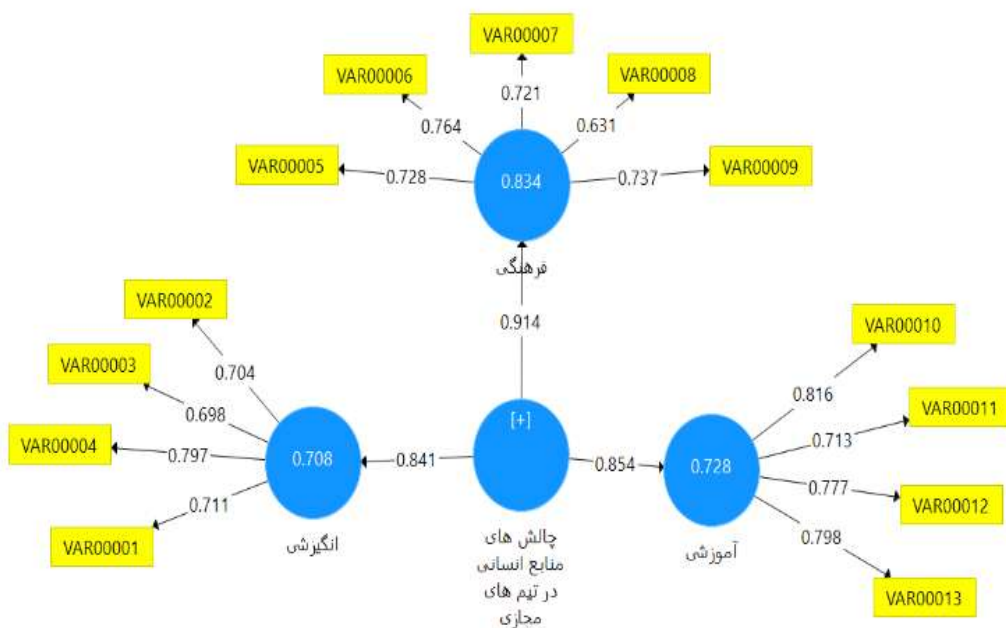 VAR00007
VAR00006
VAR00008
0.721
0.764
0.631
VAR00005
0.728
0.834
0.737
VAR00009
فرهنگی
VAR00002
0.914
VAR00010
VAR00003
0.704
0.816
VAR00011
0.698
[+]
0.713
VAR00004
0.797
0.708
0.841
0.854
0.728
0.777
VAR00012
0.711
0.798
VAR00001
انگیزشی
چالش های
منابع انسانی
در تیم های
مجازی
آموزشی
VAR00013